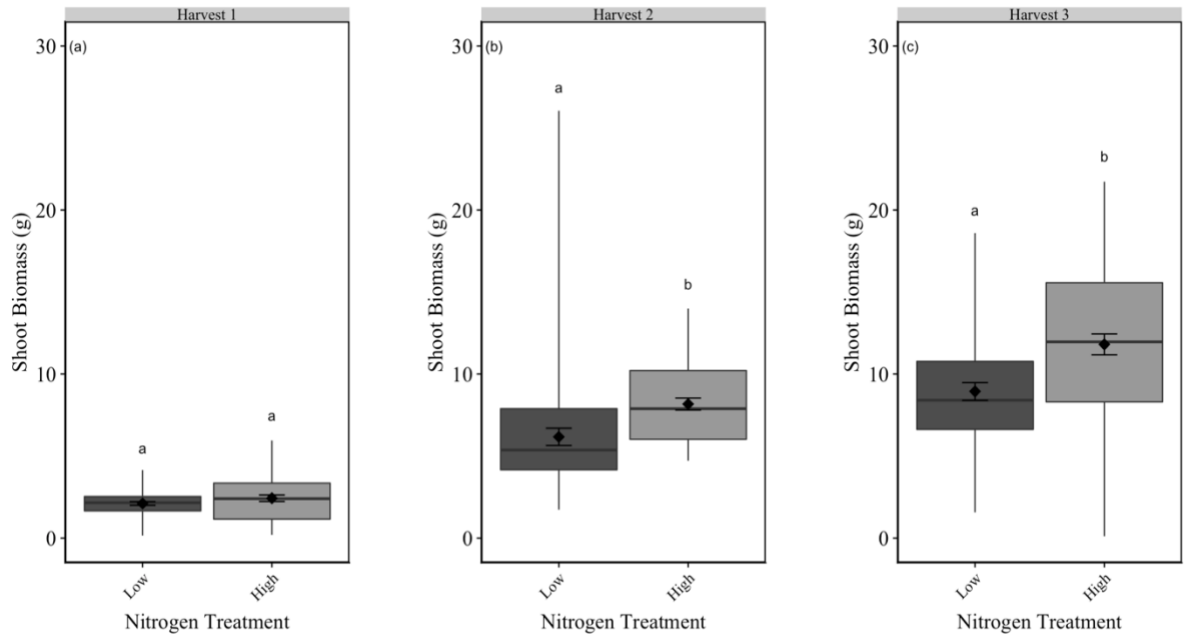 Harvest 1
(a)
30
20
10
0
Shoot Biomass (g)
a
a
Low
High
Nitrogen Treatment
Harvest 2
(b)
30
20
10
0
Shoot Biomass (g)
a
b
Low
High
Nitrogen Treatment
Harvest 3
(c)
30
20
10
0
Shoot Biomass (g)
a
b
Low
High
Nitrogen Treatment